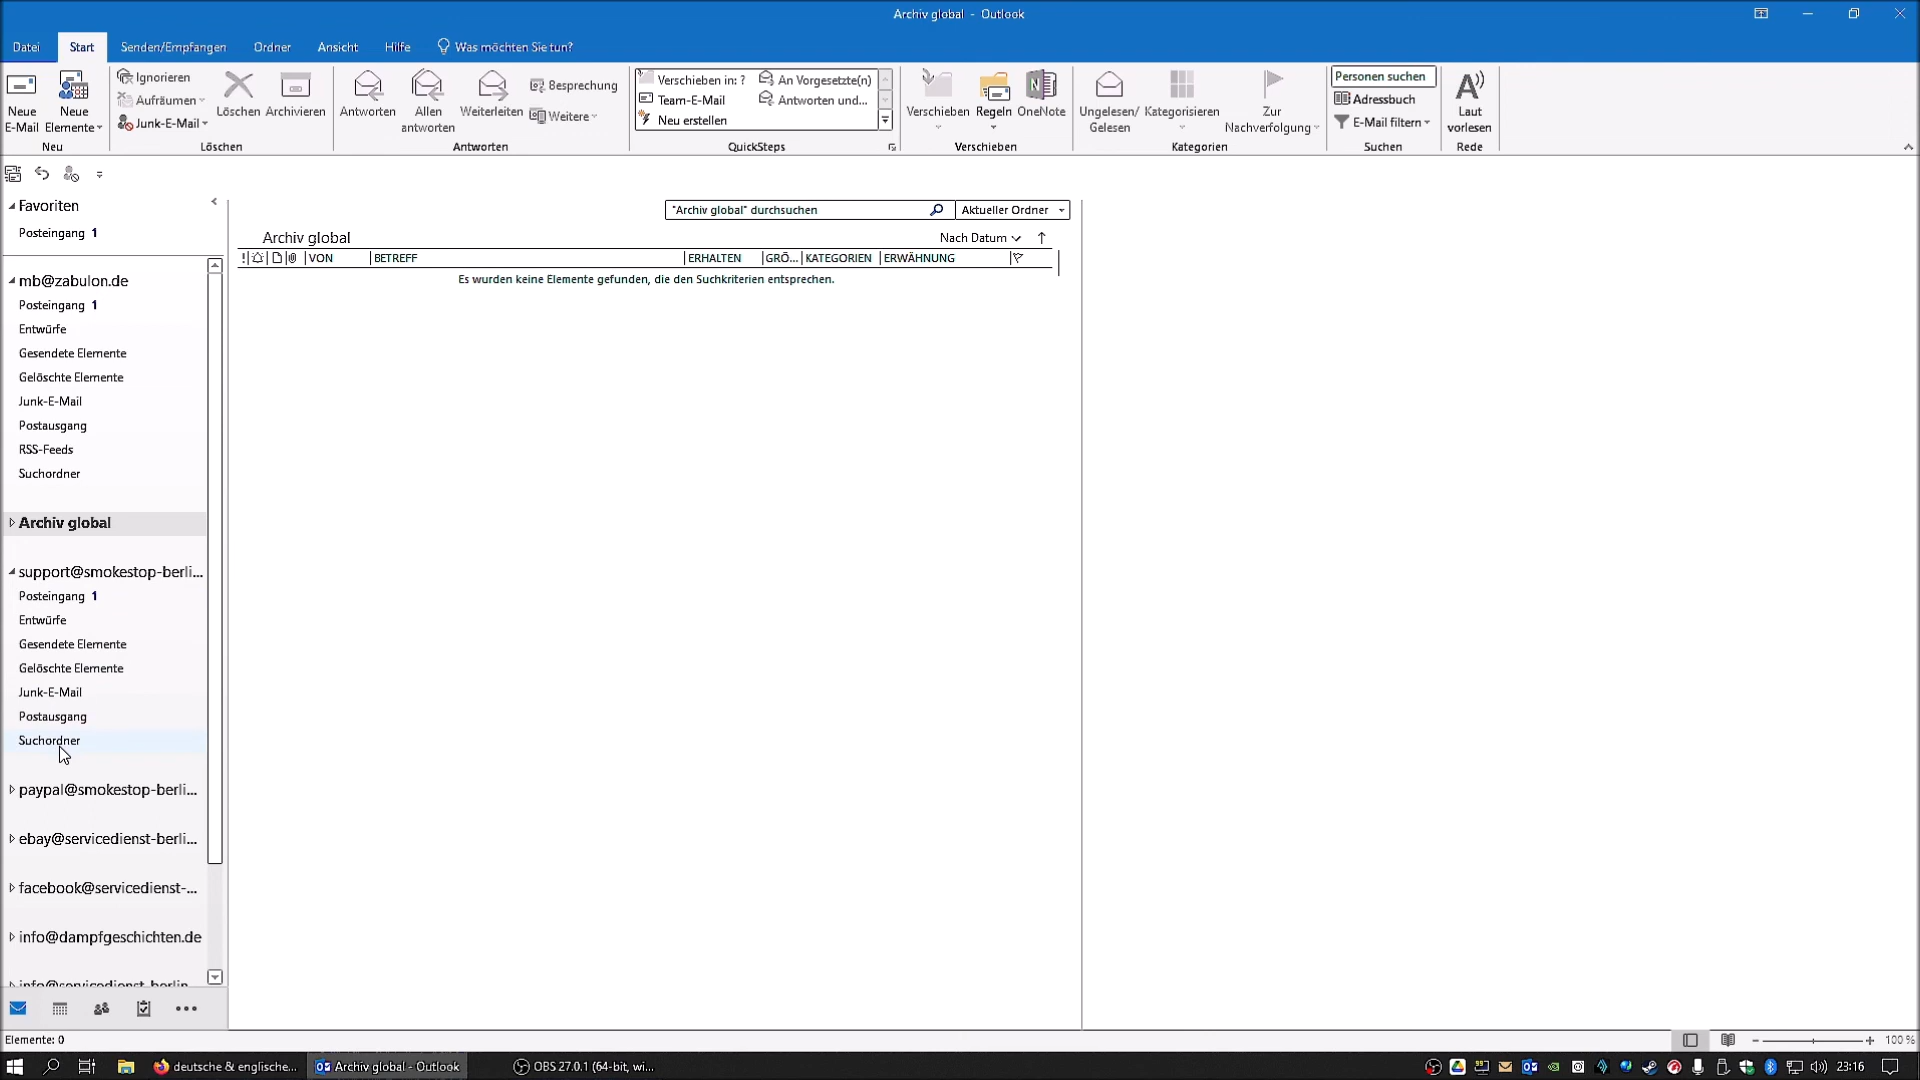 Archiv global - Outlook
Datei Start Senden/Empfangen Ordner Ansicht Hilfe Was möchten Sie tun?
Neue E-Mail
Neue Elemente
Neu
Ignorieren
Aufräumen
Junk-E-Mail
Löschen
Archivieren
Löschen
Antworten
Allen antworten
Weiterleiten
Besprechung
Weitere
Antworten
Verschieben in: ?
Team-E-Mail
Neu erstellen
An Vorgesetzte(n)
Antworten und...
QuickSteps
Verschieben
Regeln
OneNote
Verschieben
Ungelesen/ Gelesen
Kategorisieren
Zur Nachverfolgung
Kategorien
Personen suchen
Adressbuch
E-Mail filtern
Suchen
Laut vorlesen
Rede
Favoriten
Posteingang 1
mb@zabulon.de
Posteingang 1
Entwürfe
Gesendete Elemente
Gelöschte Elemente
Junk-E-Mail
Postausgang
RSS-Feeds
Suchordner
Archiv global
support@smokestop-berli...
Posteingang 1
Entwürfe
Gesendete Elemente
Gelöschte Elemente
Junk-E-Mail
Postausgang
Suchordner
paypal@smokestop-berli...
ebay@servicedienst-berli...
facebook@servicedienst-...
info@dampfgeschichten.de
info@servicedienst-berlin...
"Archiv global" durchsuchen
Aktueller Ordner
Archiv global
Nach Datum
! VON BETREFF ERHALTEN GRÖ... KATEGORIEN ERWÄHNUNG
Es wurden keine Elemente gefunden, die den Suchkriterien entsprechen.
Elemente: 0
100 %
deutsche & englische...
Archiv global - Outlook
OBS 27.0.1 (64-bit, wi...
23:16